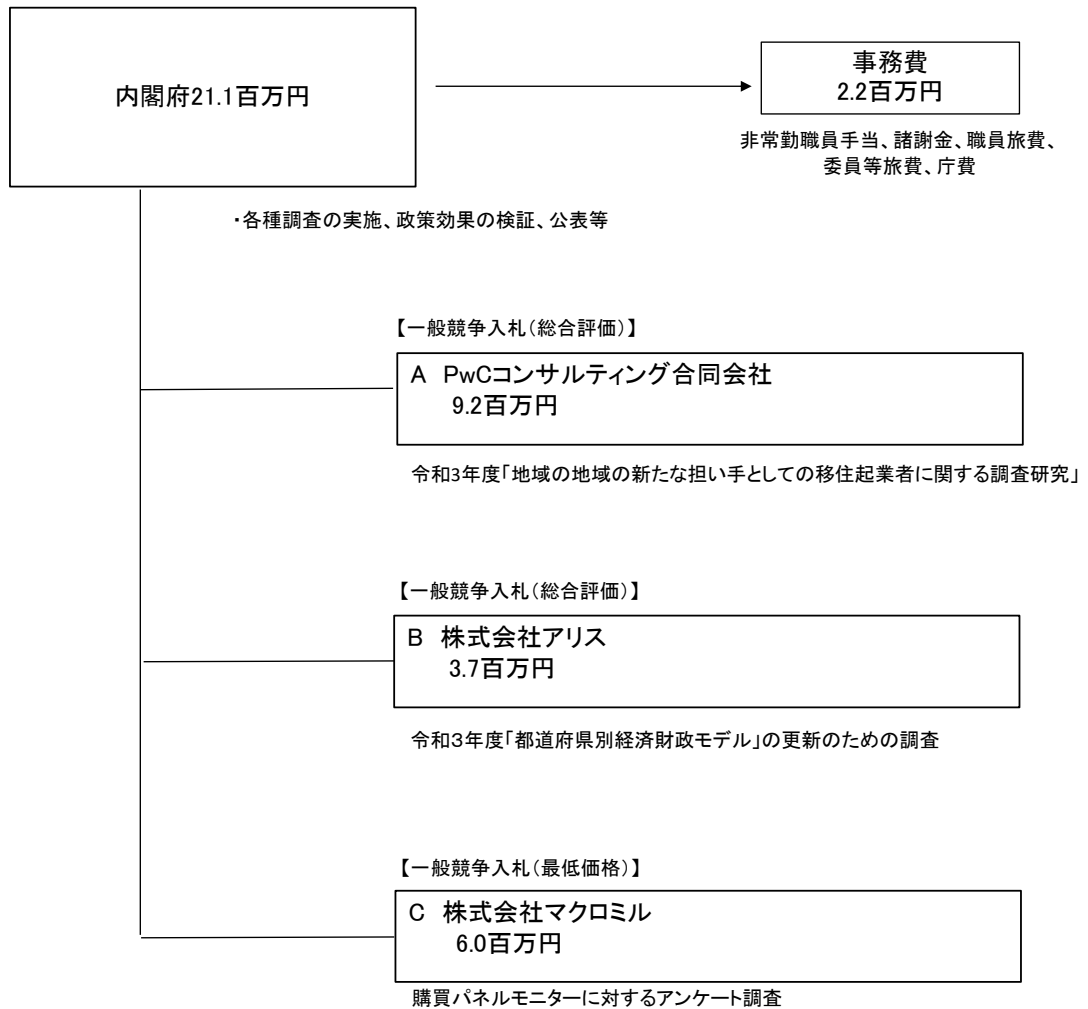 内閣府21.1百万円
事務費
2.2百万円
非常勤職員手当、諸謝金、職員旅費、
委員等旅費、庁費
・各種調査の実施、政策効果の検証、公表等
【一般競争入札(総合評価)】
A PwCコンサルティング合同会社
9.2百万円
令和3年度「地域の地域の新たな担い手としての移住起業者に関する調査研究」
【一般競争入札(総合評価)】
B 株式会社アリス
3.7百万円
令和3年度「都道府県別経済財政モデル」の更新のための調査
【一般競争入札(最低価格)】
C 株式会社マクロミル
6.0百万円
購買パネルモニターに対するアンケート調査